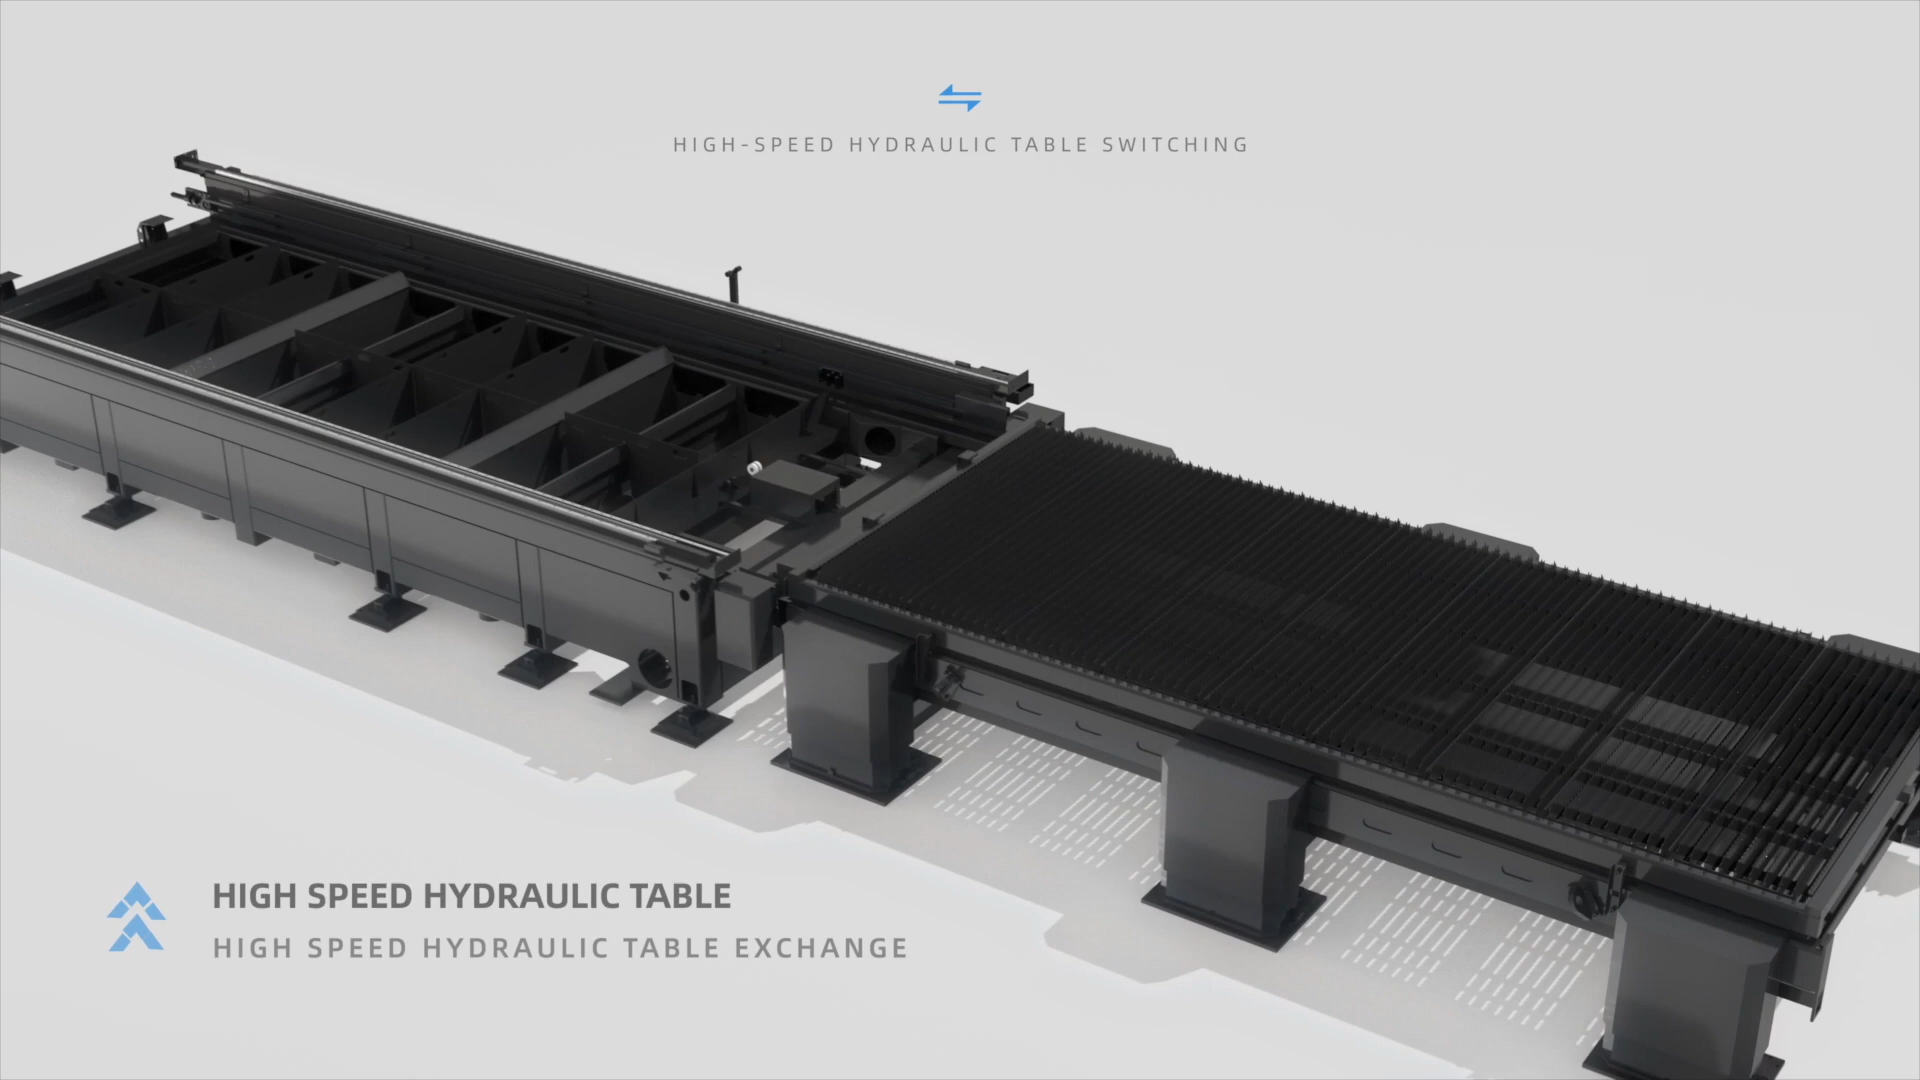 HIGH-SPEED HYDRAULIC TABLE SWITCHING
HIGH SPEED HYDRAULIC TABLE
HIGH SPEED HYDRAULIC TABLE EXCHANGE